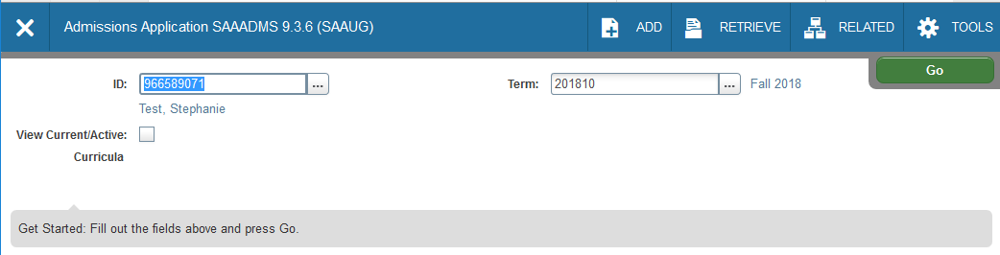 Admissions Application SAAADMS 9.3.6 (SAAUG) ADD RETRIEVE RELATED TOOLS
Go
ID: 966589071 ... Term: 201810 ... Fall 2018
Test, Stephanie
View Current/Active:
Curricula
Get Started: Fill out the fields above and press Go.